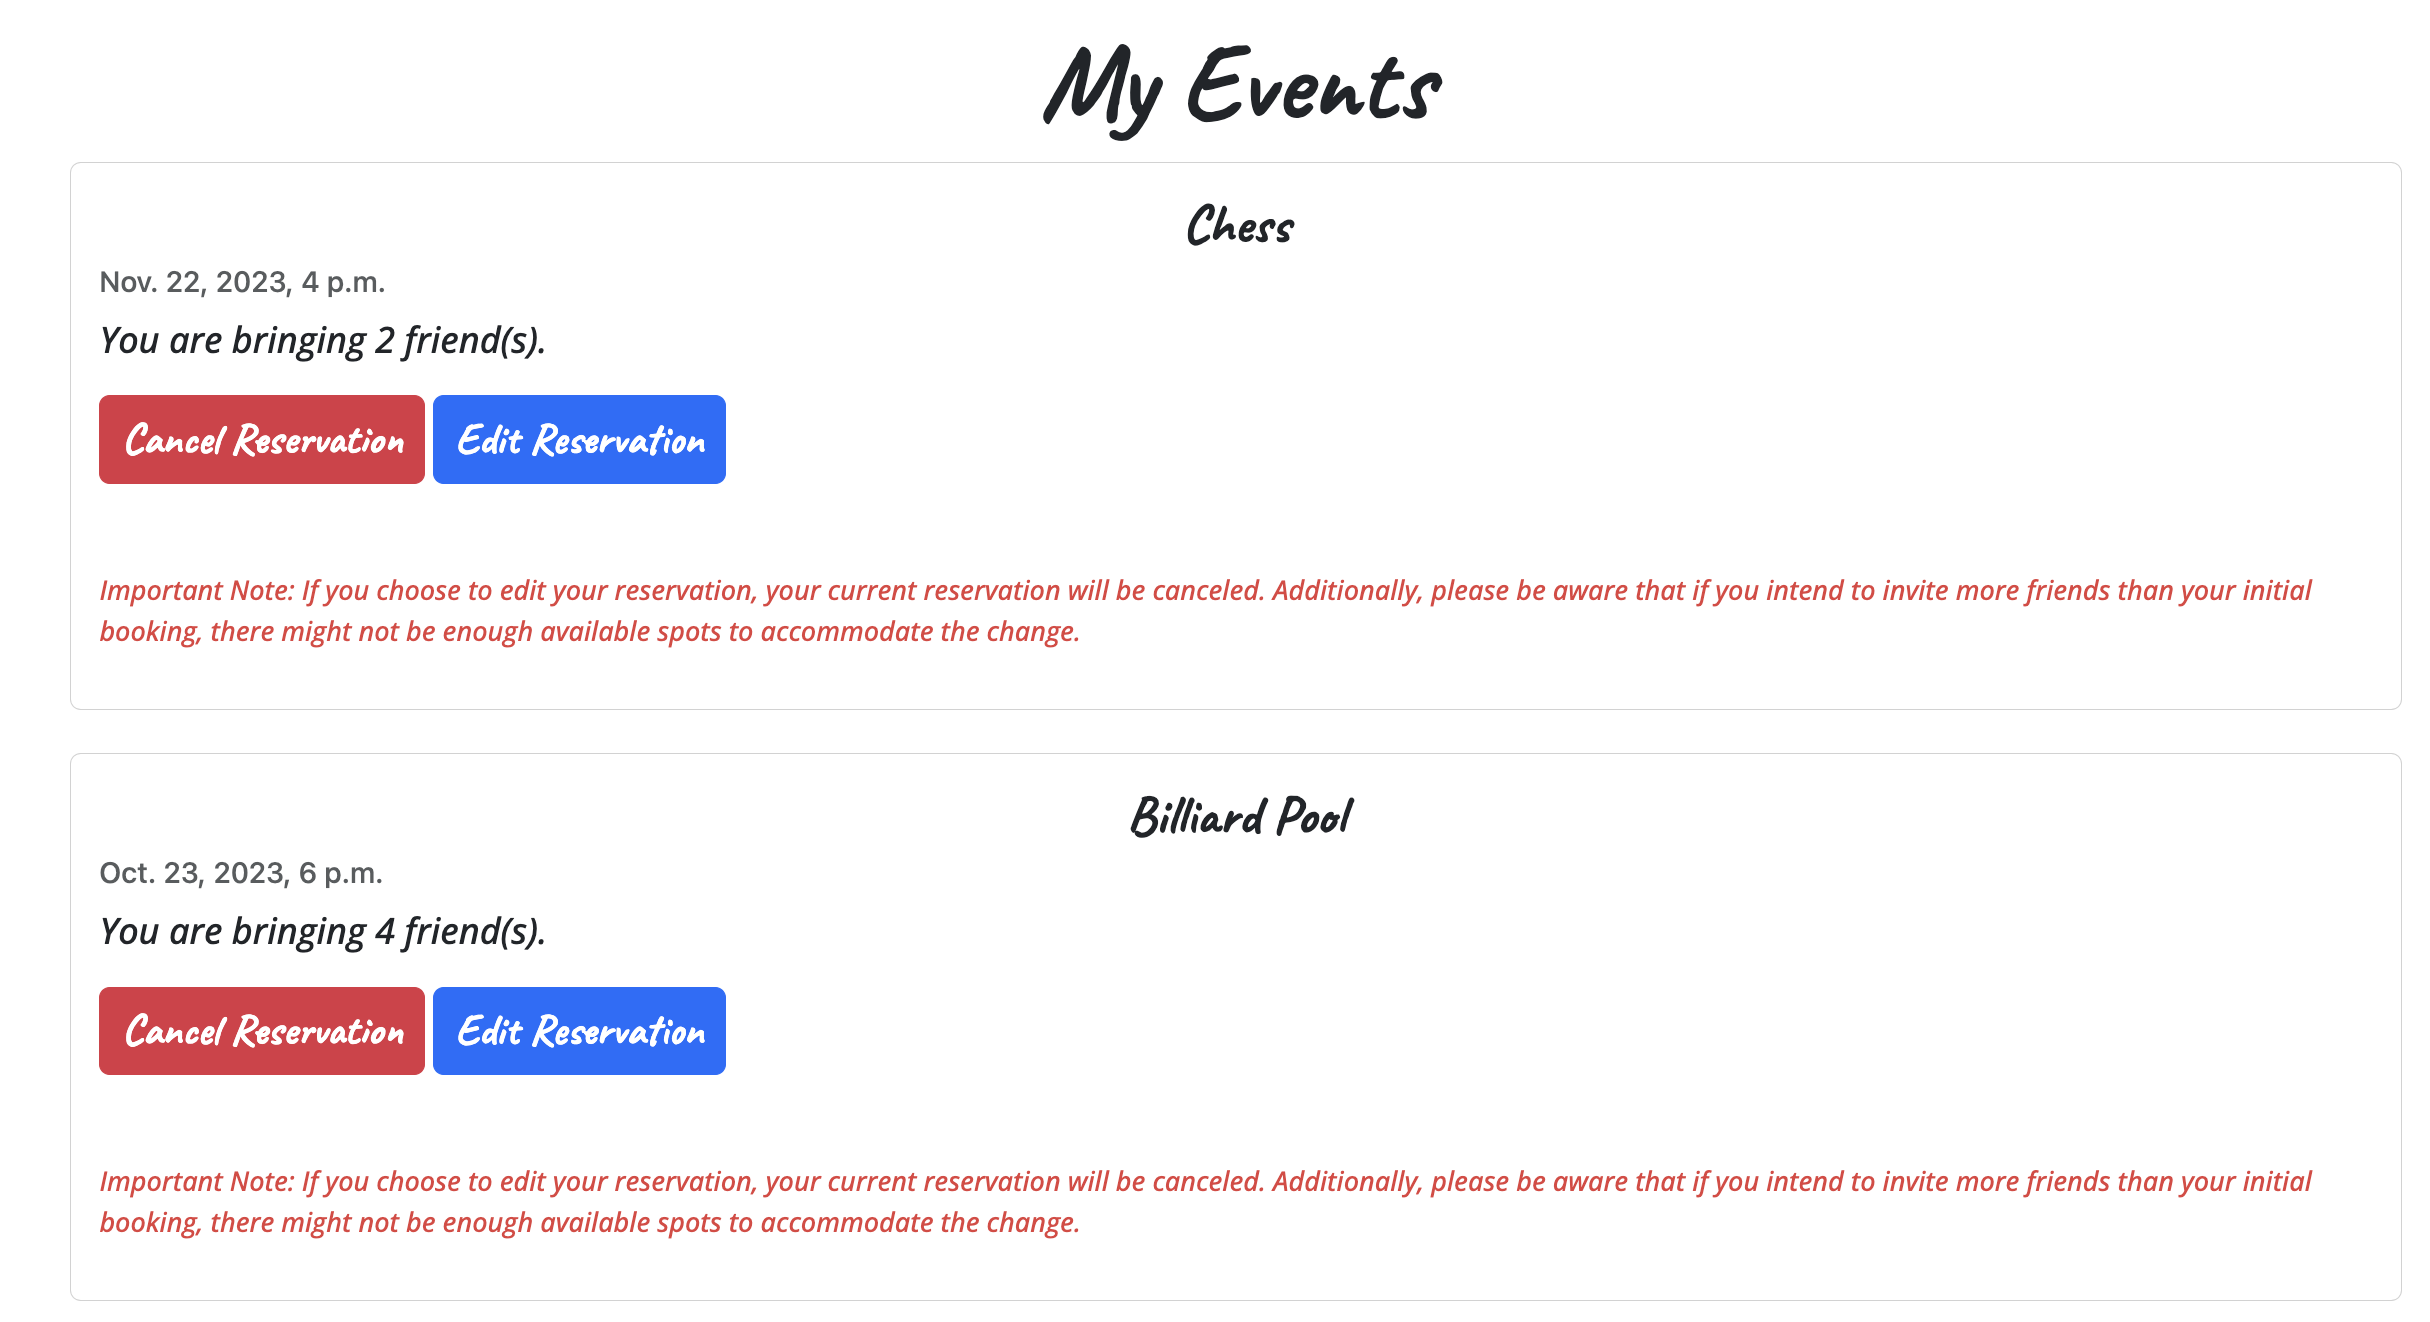 My Events
Chess
Nov. 22, 2023, 4 p.m.
You are bringing 2 friend(s).
Cancel Reservation Edit Reservation
Important Note: If you choose to edit your reservation, your current reservation will be canceled. Additionally, please be aware that if you intend to invite more friends than your initial
booking, there might not be enough available spots to accommodate the change.
Billiard Pool
Oct. 23, 2023, 6 p.m.
You are bringing 4 friend(s).
Cancel Reservation Edit Reservation
Important Note: If you choose to edit your reservation, your current reservation will be canceled. Additionally, please be aware that if you intend to invite more friends than your initial
booking, there might not be enough available spots to accommodate the change.